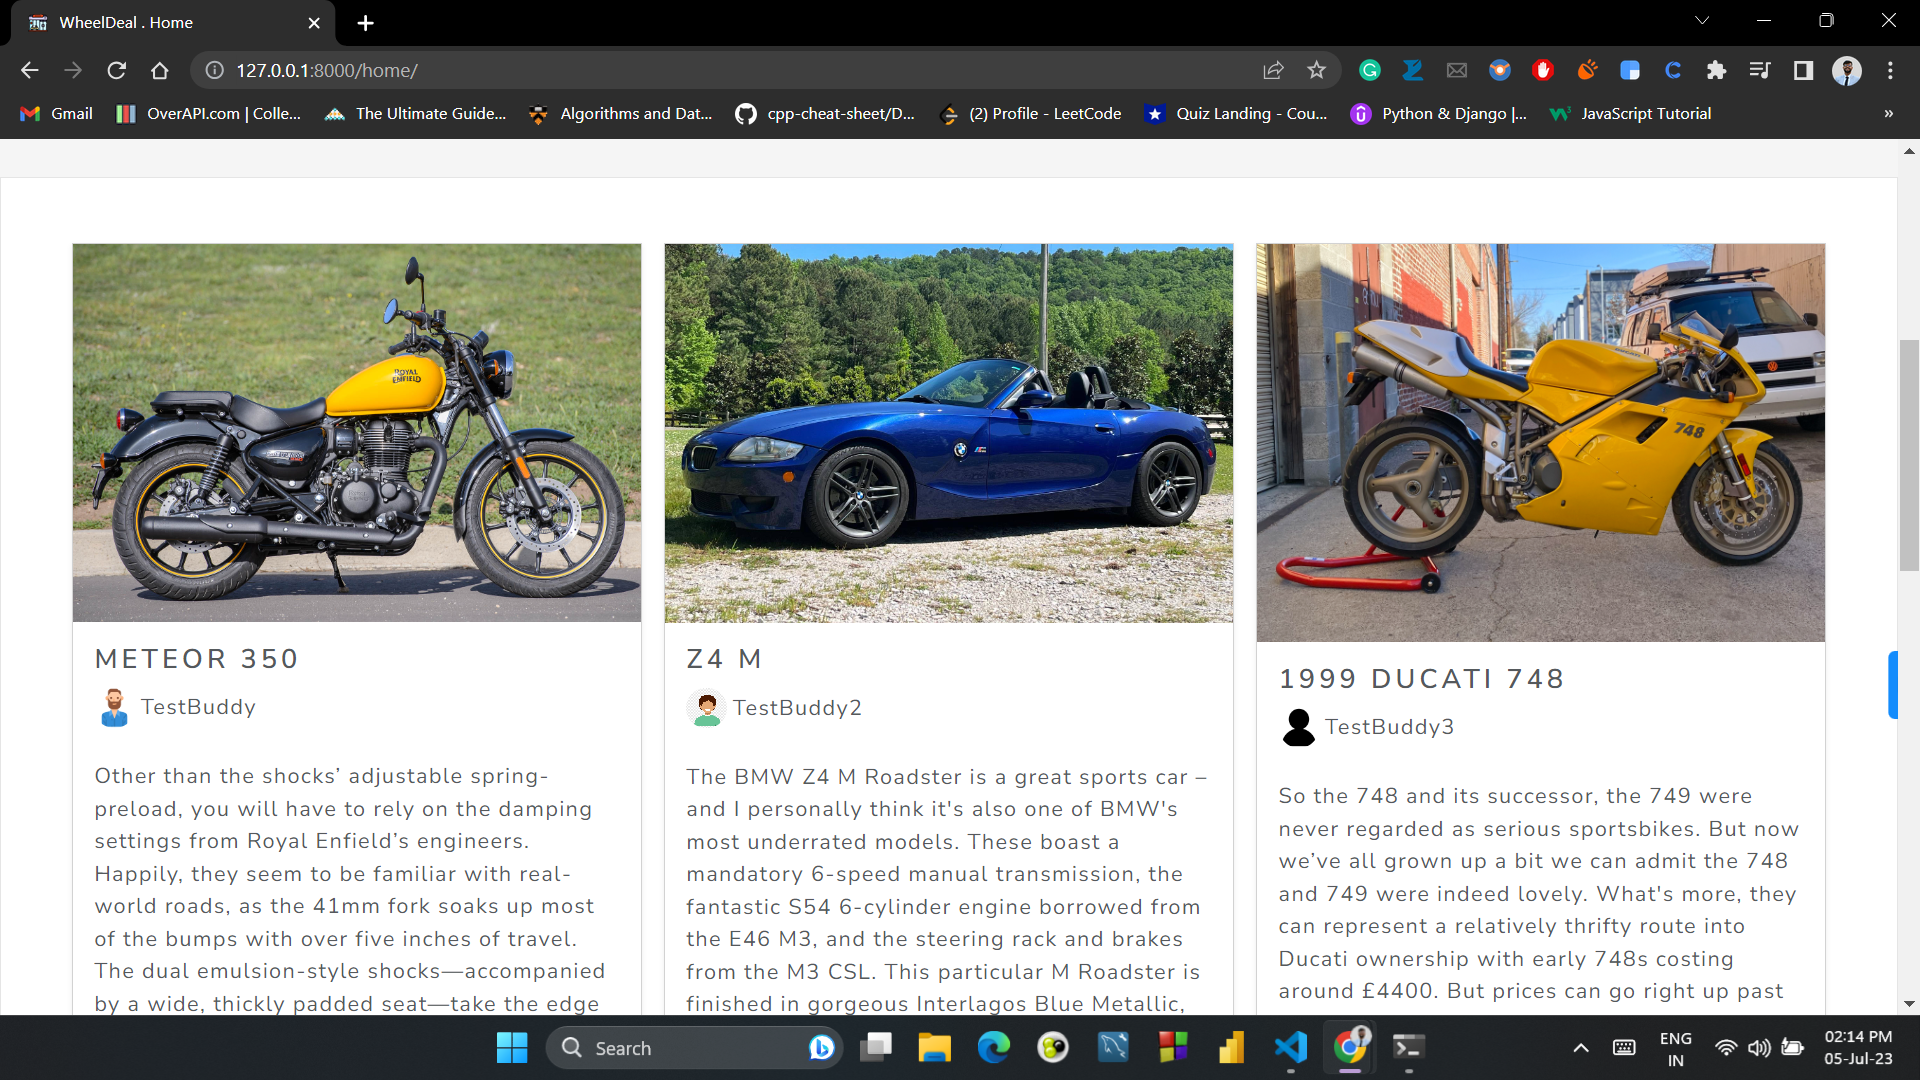 WheelDeal . Home
127.0.0.1:8000/home/
Gmail
OverAPI.com | Colle...
The Ultimate Guide...
Algorithms and Dat...
cpp-cheat-sheet/D...
(2) Profile - LeetCode
Quiz Landing - Cou...
Python & Django |...
JavaScript Tutorial
»
ROYAL
ENFIELD
748
METEOR 350
TestBuddy
Other than the shocks’ adjustable spring-
preload, you will have to rely on the damping
settings from Royal Enfield’s engineers.
Happily, they seem to be familiar with real-
world roads, as the 41mm fork soaks up most
of the bumps with over five inches of travel.
The dual emulsion-style shocks—accompanied
by a wide, thickly padded seat—take the edge
Z4 M
TestBuddy2
The BMW Z4 M Roadster is a great sports car –
and I personally think it's also one of BMW's
most underrated models. These boast a
mandatory 6-speed manual transmission, the
fantastic S54 6-cylinder engine borrowed from
the E46 M3, and the steering rack and brakes
from the M3 CSL. This particular M Roadster is
finished in gorgeous Interlagos Blue Metallic,
1999 DUCATI 748
TestBuddy3
So the 748 and its successor, the 749 were
never regarded as serious sportsbikes. But now
we’ve all grown up a bit we can admit the 748
and 749 were indeed lovely. What's more, they
can represent a relatively thrifty route into
Ducati ownership with early 748s costing
around £4400. But prices can go right up past
Search
ENG
IN
02:14 PM
05-Jul-23